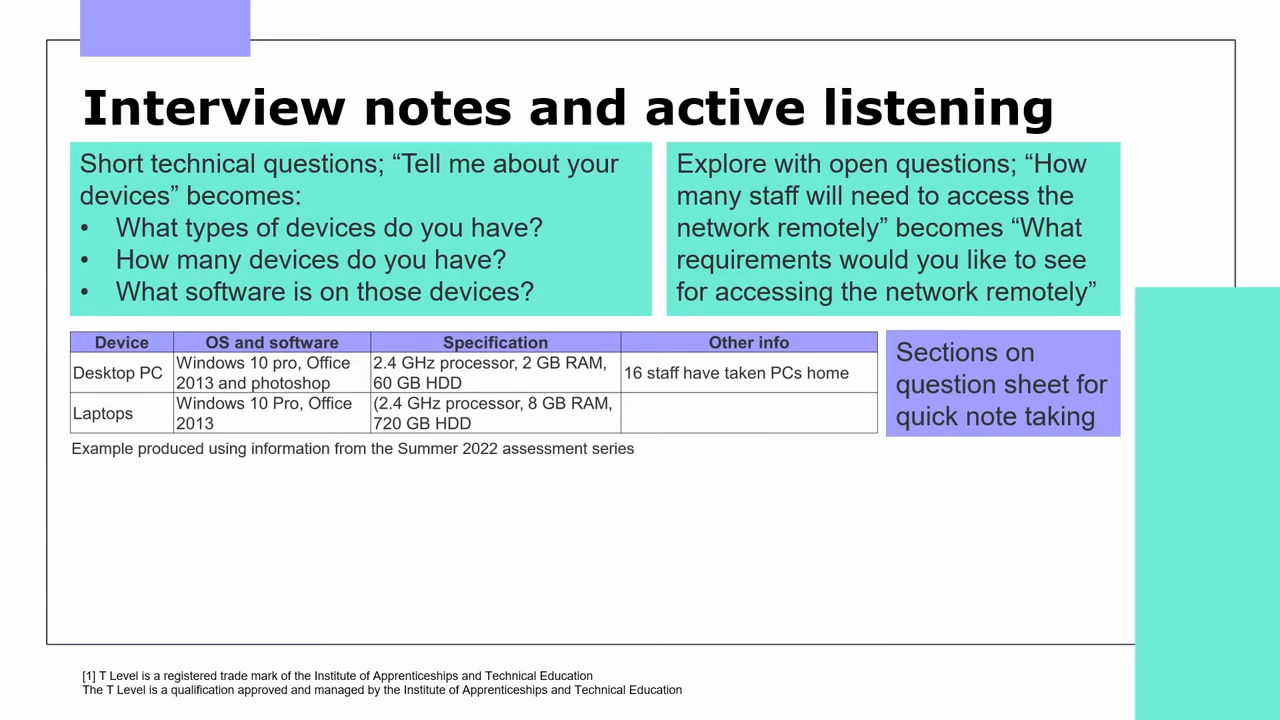 Interview notes and active listening
Short technical questions; “Tell me about your
devices” becomes:
• What types of devices do you have?
• How many devices do you have?
• What software is on those devices?
Explore with open questions; “How
many staff will need to access the
network remotely” becomes “What
requirements would you like to see
for accessing the network remotely”
Device OS and software Specification Other info
Desktop PC Windows 10 pro, Office 2013 and photoshop 2.4 GHz processor, 2 GB RAM, 60 GB HDD 16 staff have taken PCs home
Laptops Windows 10 Pro, Office 2013 (2.4 GHz processor, 8 GB RAM, 720 GB HDD
Sections on
question sheet for
quick note taking
Example produced using information from the Summer 2022 assessment series
[1] T Level is a registered trade mark of the Institute of Apprenticeships and Technical Education
The T Level is a qualification approved and managed by the Institute of Apprenticeships and Technical Education